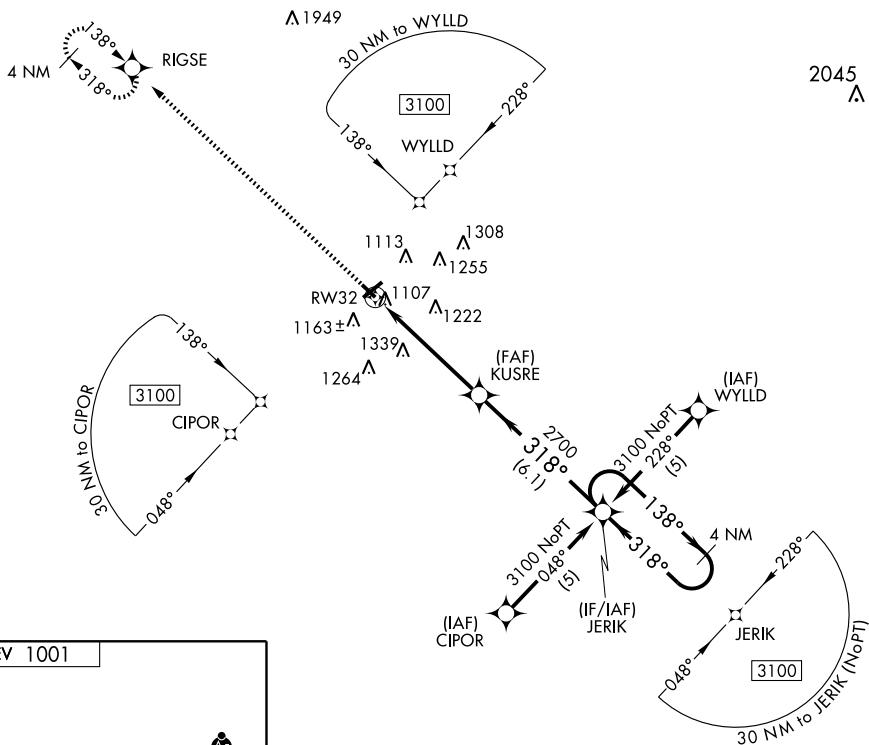 1949
2045
138°
RIGSE
4 NM
318°
30 NM to WYLLD
3100
138°
228°
WYLLD
1113
1308
1255
RW32
1107
1222
1163±
1339
1264
(FAF)
KUSRE
138°
3100
CIPOR
30 NM to CIPOR
048°
(IAF)
WYLLD
2700
318°
(6.1)
3100 NoPT
228°
(5)
138°
4 NM
318°
3100 NoPT
048°
(5)
(IAF)
CIPOR
(IF/IAF)
JERIK
228°
JERIK
048°
3100
30 NM to JERIK (NoPT)
EV 1001